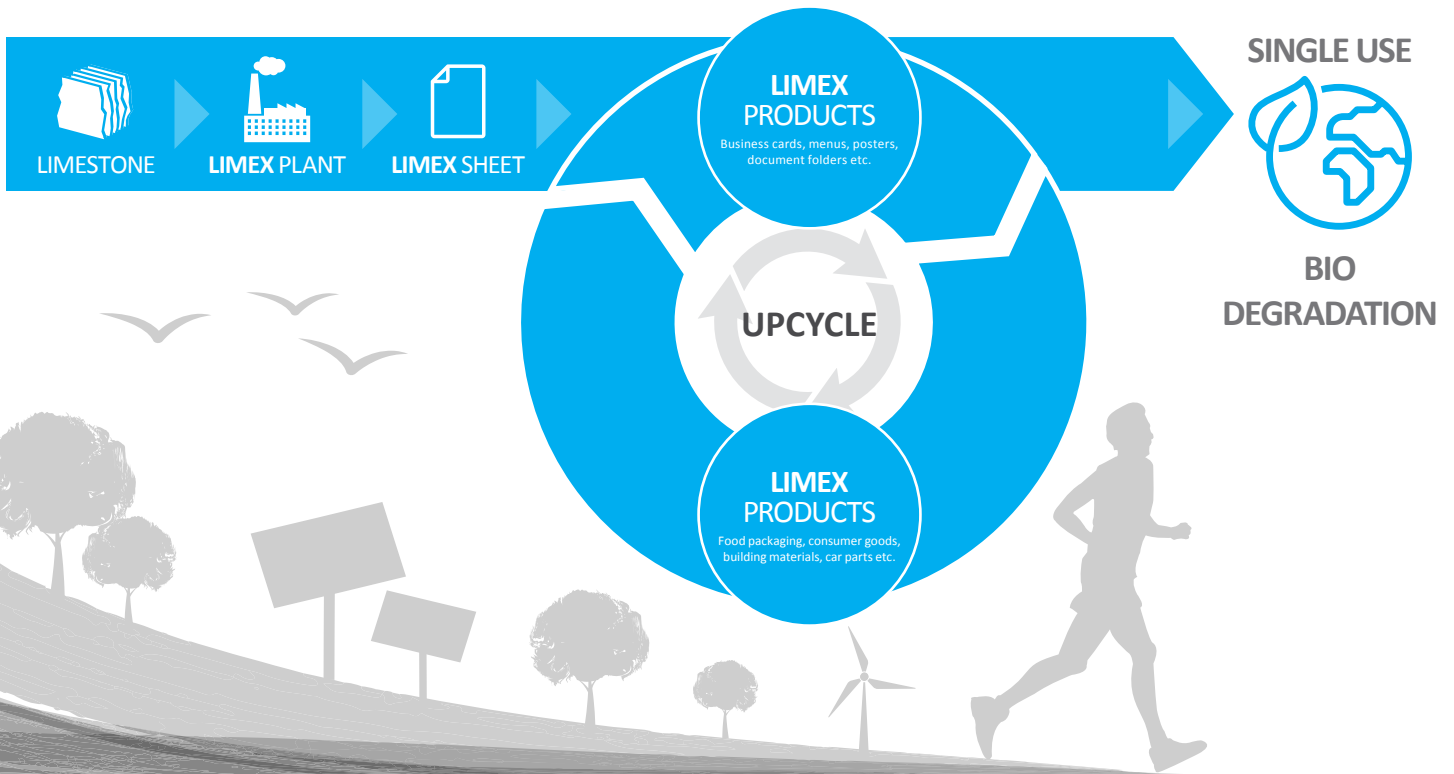 LIMESTONE
LIMEX PLANT
LIMEX SHEET
LIMEX
PRODUCTS
Business cards, menus, posters,
document folders etc.
SINGLE USE
BIO
DEGRADATION
UPCYCLE
LIMEX
PRODUCTS
Food packaging, consumer goods,
building materials, car parts etc.